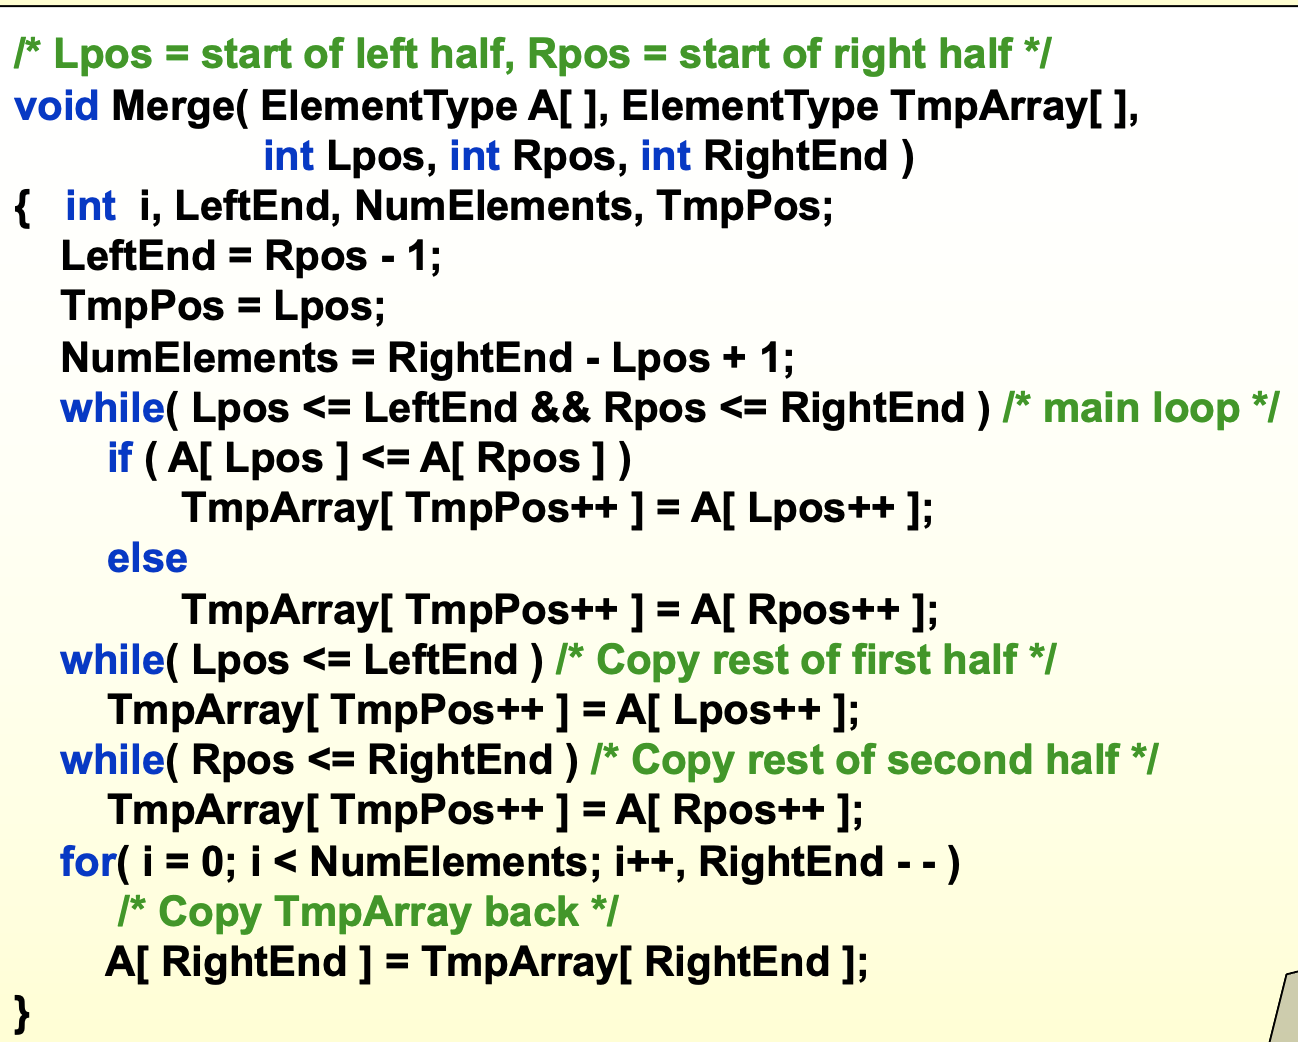 /* Lpos = start of left half, Rpos = start of right half */
void Merge( ElementType A[ ], ElementType TmpArray[ ],
int Lpos, int Rpos, int RightEnd )
{ int i, LeftEnd, NumElements, TmpPos;
LeftEnd = Rpos - 1;
TmpPos = Lpos;
NumElements = RightEnd - Lpos + 1;
while( Lpos <= LeftEnd && Rpos <= RightEnd ) /* main loop */
if ( A[ Lpos ] <= A[ Rpos ] )
TmpArray[ TmpPos++ ] = A[ Lpos++ ];
else
TmpArray[ TmpPos++ ] = A[ Rpos++ ];
while( Lpos <= LeftEnd ) /* Copy rest of first half */
TmpArray[ TmpPos++ ] = A[ Lpos++ ];
while( Rpos <= RightEnd ) /* Copy rest of second half */
TmpArray[ TmpPos++ ] = A[ Rpos++ ];
for( i = 0; i < NumElements; i++, RightEnd - - )
/* Copy TmpArray back */
A[ RightEnd ] = TmpArray[ RightEnd ];
}